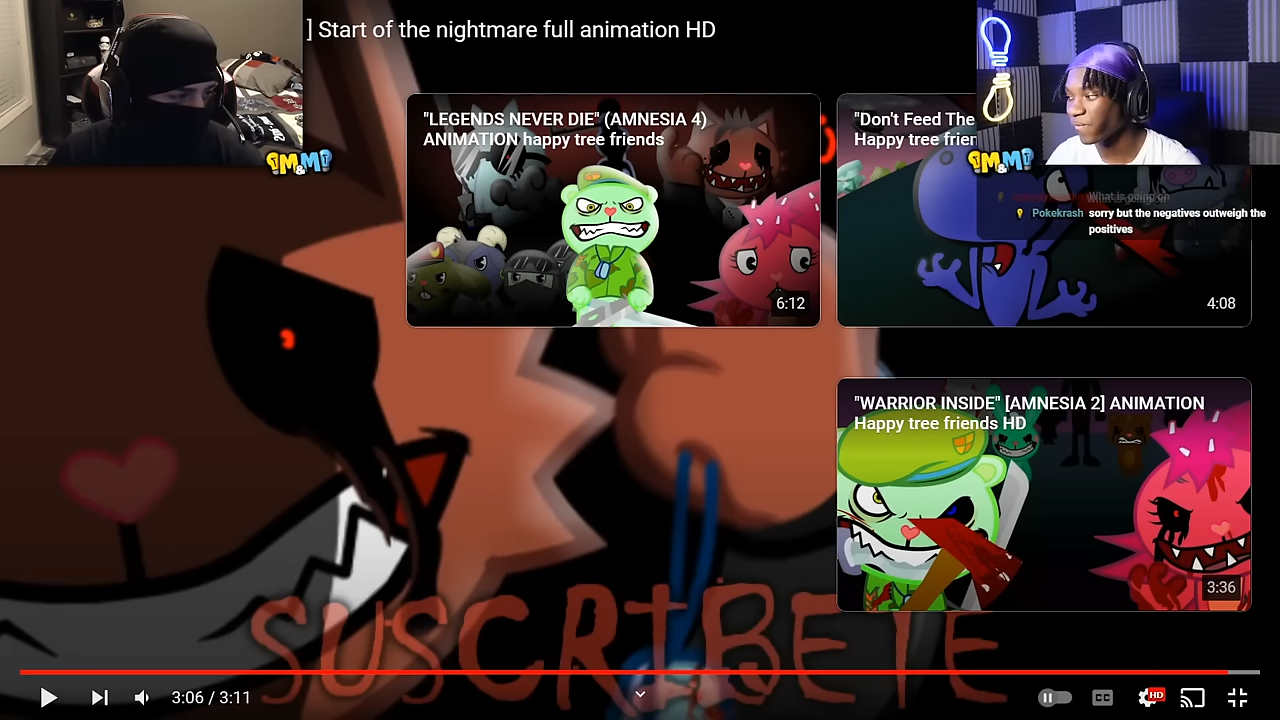 ] Start of the nightmare full animation HD
"LEGENDS NEVER DIE" (AMNESIA 4)
ANIMATION happy tree friends
6:12
"Don't Feed The
Happy tree frien
4:08
!M&M!
!M&M!
What is going on
Pokekrash sorry but the negatives outweigh the
positives
"WARRIOR INSIDE" [AMNESIA 2] ANIMATION
Happy tree friends HD
3:36
SUSCRIBETE
3:06 / 3:11
CC
HD